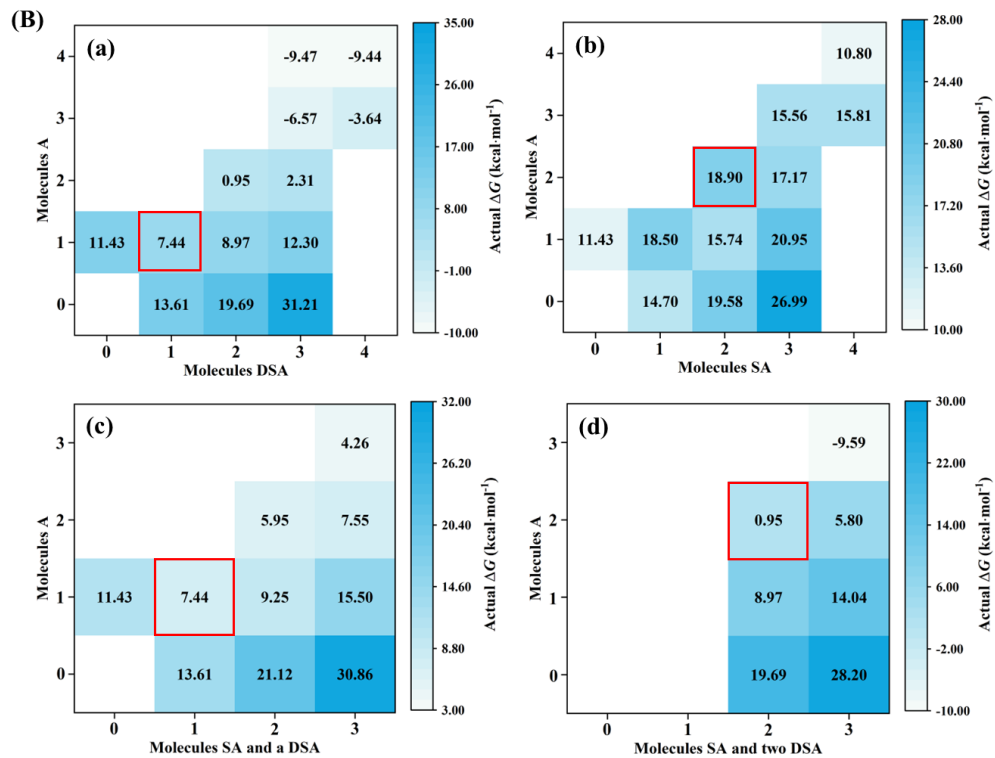 (B)
(a)
4
-9.47 -9.44
3
-6.57 -3.64
2
0.95 2.31
1
11.43 7.44 8.97 12.30
0
13.61 19.69 31.21
0 1 2 3 4
Molecules DSA
Molecules A
35.00
26.00
17.00
8.00
-1.00
-10.00
Actual ΔG (kcal·mol⁻¹)
(b)
4
10.80
3
15.56 15.81
2
18.90 17.17
1
11.43 18.50 15.74 20.95
0
14.70 19.58 26.99
0 1 2 3 4
Molecules SA
Molecules A
28.00
24.40
20.80
17.20
13.60
10.00
Actual ΔG (kcal·mol⁻¹)
(c)
3
4.26
2
5.95 7.55
1
11.43 7.44 9.25 15.50
0
13.61 21.12 30.86
0 1 2 3
Molecules SA and a DSA
Molecules A
32.00
26.20
20.40
14.60
8.80
3.00
Actual ΔG (kcal·mol⁻¹)
(d)
3
-9.59
2
0.95 5.80
1
8.97 14.04
0
19.69 28.20
0 1 2 3
Molecules SA and two DSA
Molecules A
30.00
22.00
14.00
6.00
-2.00
-10.00
Actual ΔG (kcal·mol⁻¹)